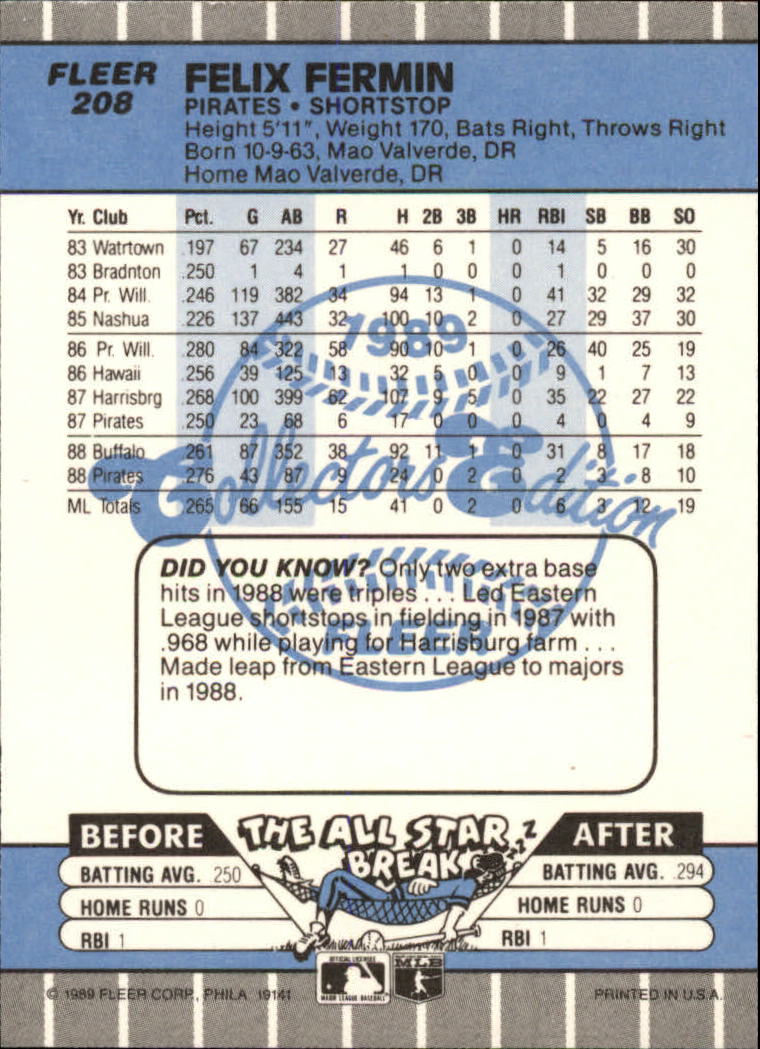 FLEER
208
FELIX FERMIN
PIRATES • SHORTSTOP
Height 5'11", Weight 170, Bats Right, Throws Right
Born 10-9-63, Mao Valverde, DR
Home Mao Valverde, DR
Yr. Club Pct. G AB R H 2B 3B HR RBI SB BB SO
83 Watrtown .197 67 234 27 46 6 1 0 14 5 16 30
83 Bradnton .250 1 4 1 1 0 0 0 1 0 0 0
84 Pr. Will. .246 119 382 34 94 13 1 0 41 32 29 32
85 Nashua .226 137 443 32 100 10 2 0 27 29 37 30
86 Pr. Will. .280 84 322 58 90 10 1 0 26 40 25 19
86 Hawaii .256 39 125 13 32 5 0 0 9 1 7 13
87 Harrisbrg .268 100 399 62 107 9 5 0 35 22 27 22
87 Pirates .250 23 68 6 17 0 0 0 4 0 4 9
88 Buffalo .261 87 352 38 92 11 1 0 31 8 17 18
88 Pirates .276 43 87 9 24 0 2 0 2 3 8 10
ML Totals .265 66 155 15 41 0 2 0 6 3 12 19
1989
Collectors' Edition
FLEER
DID YOU KNOW? Only two extra base
hits in 1988 were triples . . . Led Eastern
League shortstops in fielding in 1987 with
.968 while playing for Harrisburg farm . . .
Made leap from Eastern League to majors
in 1988.
BEFORE
THE ALL STAR
BREAK
ZZZ
AFTER
BATTING AVG. .250
HOME RUNS 0
RBI 1
BATTING AVG. .294
HOME RUNS 0
RBI 1
OFFICIAL LICENSEE
MAJOR LEAGUE BASEBALL
MLB
© 1989 FLEER CORP., PHILA. 19141
PRINTED IN U.S.A.